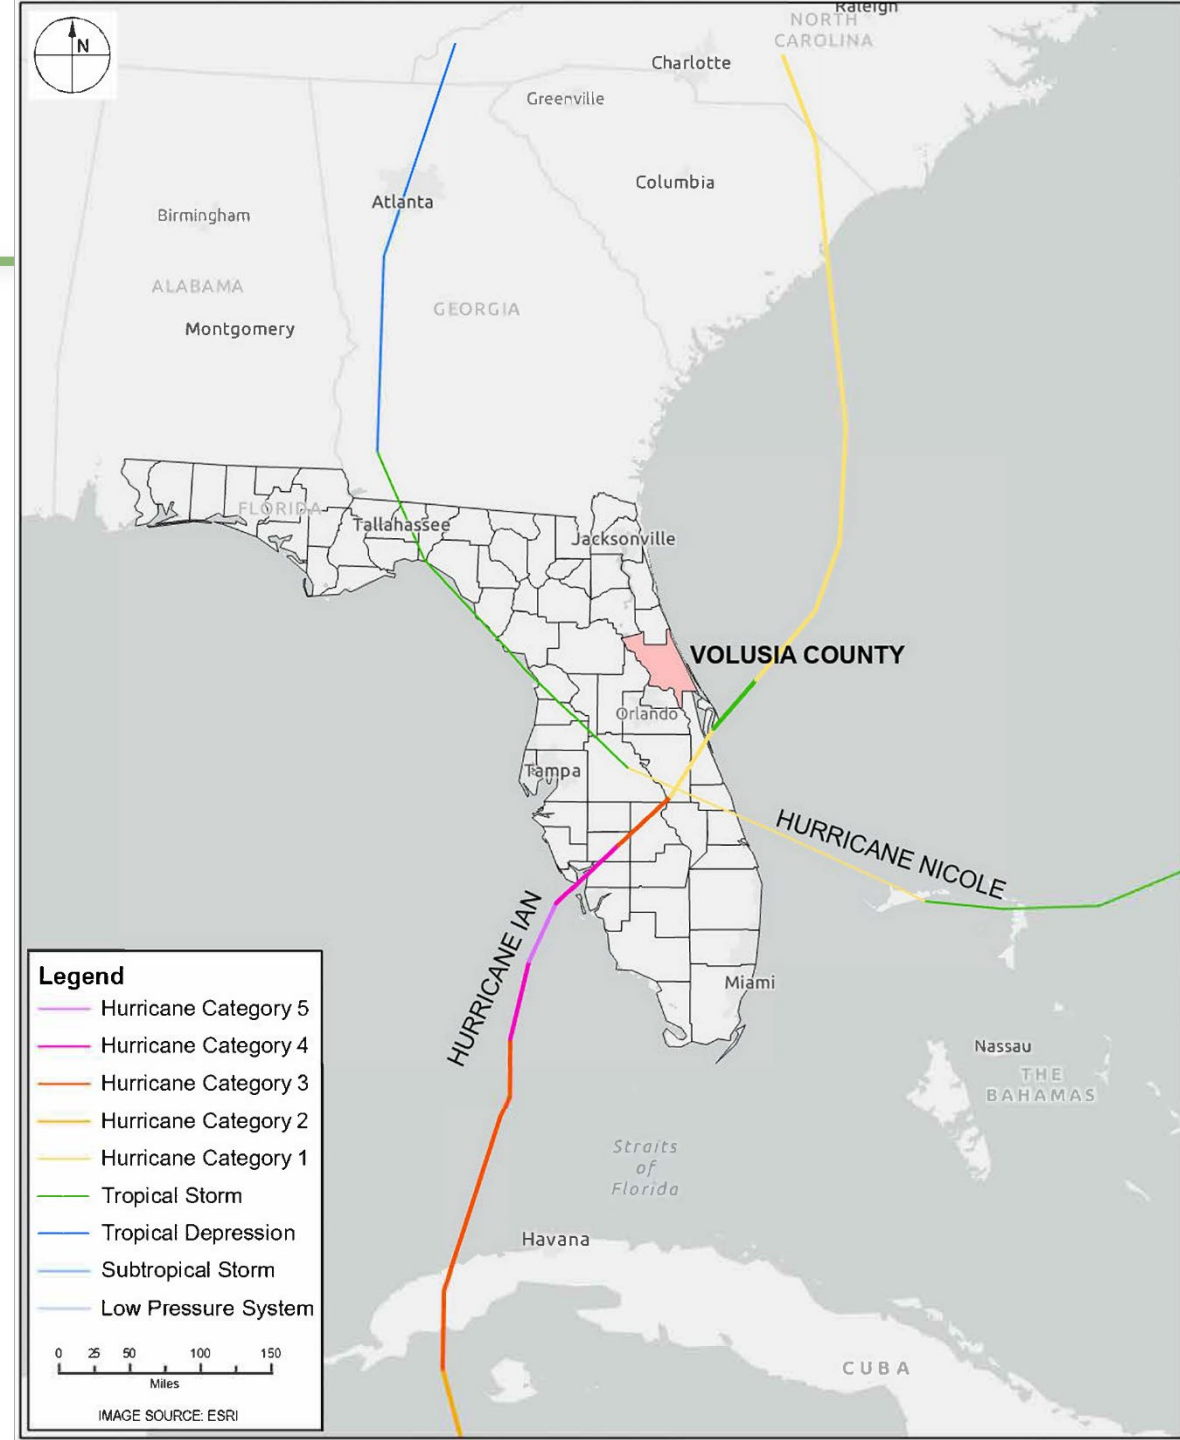 N
Raleigh
NORTH
CAROLINA
Charlotte
Greenville
Columbia
Atlanta
Birmingham
ALABAMA
GEORGIA
Montgomery
FLORIDA
Tallahassee
Jacksonville
VOLUSIA COUNTY
Orlando
Tampa
HURRICANE NICOLE
HURRICANE IAN
Miami
Nassau
THE
BAHAMAS
Straits
of
Florida
Havana
CUBA
Legend
Hurricane Category 5
Hurricane Category 4
Hurricane Category 3
Hurricane Category 2
Hurricane Category 1
Tropical Storm
Tropical Depression
Subtropical Storm
Low Pressure System
0 25 50 100 150
Miles
IMAGE SOURCE: ESRI